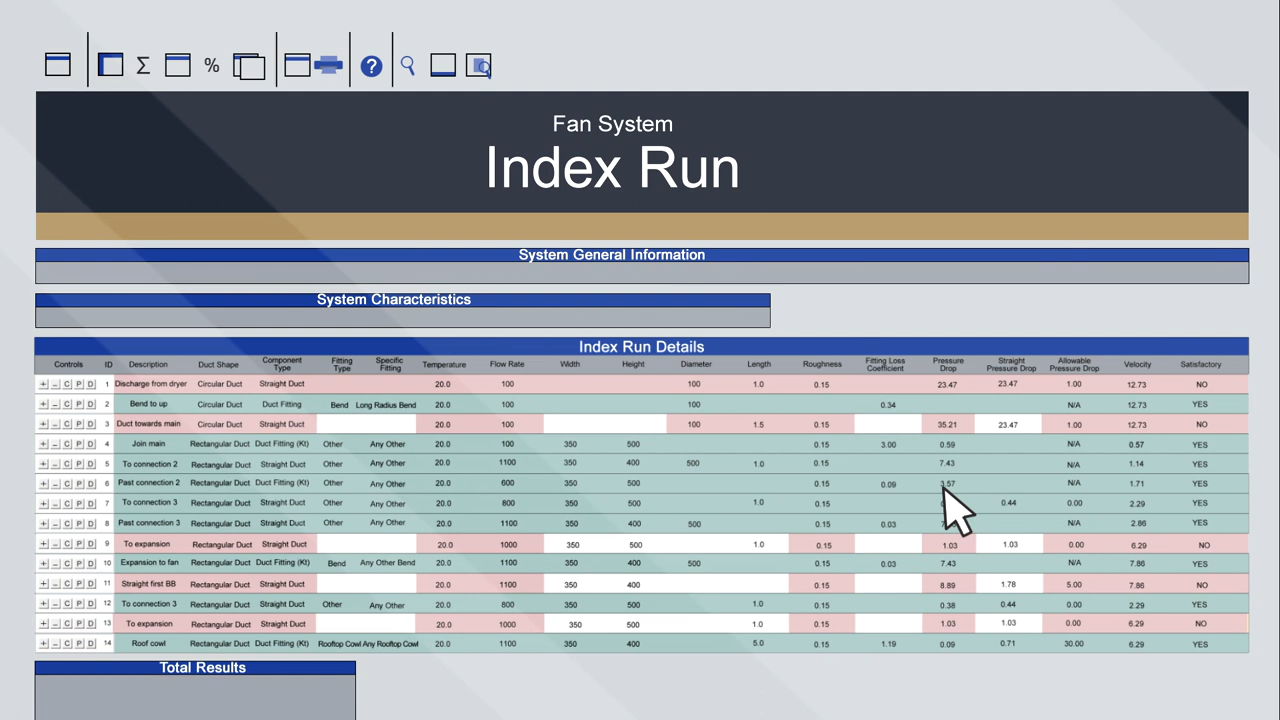 Σ % ?
Fan System
Index Run
System General Information
System Characteristics
Index Run Details
Controls ID Description Duct Shape Component Type Fitting Type Specific Fitting Temperature Flow Rate Width Height Diameter Length Roughness Fitting Loss Coefficient Pressure Drop Straight Pressure Drop Allowable Pressure Drop Velocity Satisfactory
+ – C P D 1 Discharge from dryer Circular Duct Straight Duct 20.0 100 100 1.0 0.15 23.47 23.47 1.00 12.73 NO
+ – C P D 2 Bend to up Circular Duct Duct Fitting Bend Long Radius Bend 20.0 100 100 0.34 N/A 12.73 YES
+ – C P D 3 Duct towards main Circular Duct Straight Duct 20.0 100 100 1.5 0.15 35.21 23.47 1.00 12.73 NO
+ – C P D 4 Join main Rectangular Duct Duct Fitting (Kt) Other Any Other 20.0 100 350 500 0.15 3.00 0.59 N/A 0.57 YES
+ – C P D 5 To connection 2 Rectangular Duct Straight Duct Other Any Other 20.0 1100 350 400 500 1.0 0.15 7.43 N/A 1.14 YES
+ – C P D 6 Past connection 2 Rectangular Duct Duct Fitting (Kt) Other Any Other 20.0 600 350 500 0.15 0.09 3.57 N/A 1.71 YES
+ – C P D 7 To connection 3 Rectangular Duct Straight Duct Other Any Other 20.0 800 350 500 1.0 0.15 0.44 0.00 2.29 YES
+ – C P D 8 Past connection 3 Rectangular Duct Straight Duct Other Any Other 20.0 1100 350 400 500 0.15 0.03 N/A 2.86 YES
+ – C P D 9 To expansion Rectangular Duct Straight Duct 20.0 1000 350 500 1.0 0.15 1.03 1.03 0.00 6.29 NO
+ – C P D 10 Expansion to fan Rectangular Duct Duct Fitting (Kt) Bend Any Other Bend 20.0 1100 350 400 500 0.15 0.03 7.43 N/A 7.86 YES
+ – C P D 11 Straight first BB Rectangular Duct Straight Duct 20.0 1100 350 400 0.15 8.89 1.78 5.00 7.86 NO
+ – C P D 12 To connection 3 Rectangular Duct Straight Duct Other Any Other 20.0 800 350 500 1.0 0.15 0.38 0.44 0.00 2.29 YES
+ – C P D 13 To expansion Rectangular Duct Straight Duct 20.0 1000 350 500 1.0 0.15 1.03 1.03 0.00 6.29 NO
+ – C P D 14 Roof cowl Rectangular Duct Duct Fitting (Kt) Rooftop Cowl Any Rooftop Cowl 20.0 1100 350 400 5.0 0.15 1.19 0.09 0.71 30.00 6.29 YES
Total Results